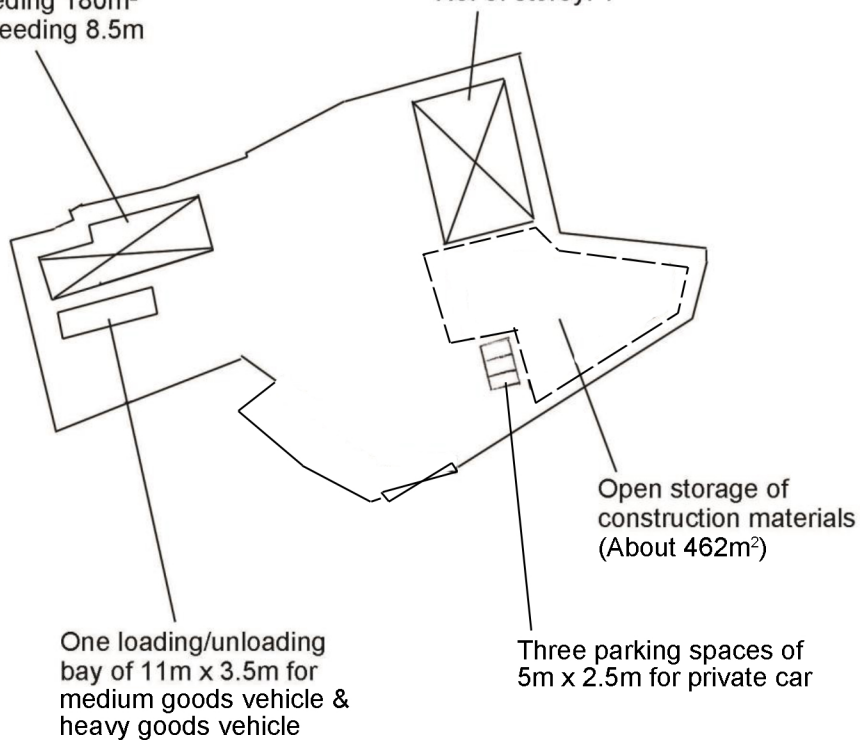 180m²
8.5m
One loading/unloading
bay of 11m x 3.5m for
medium goods vehicle &
heavy goods vehicle
Three parking spaces of
5m x 2.5m for private car
Open storage of
construction materials
(About 462m²)